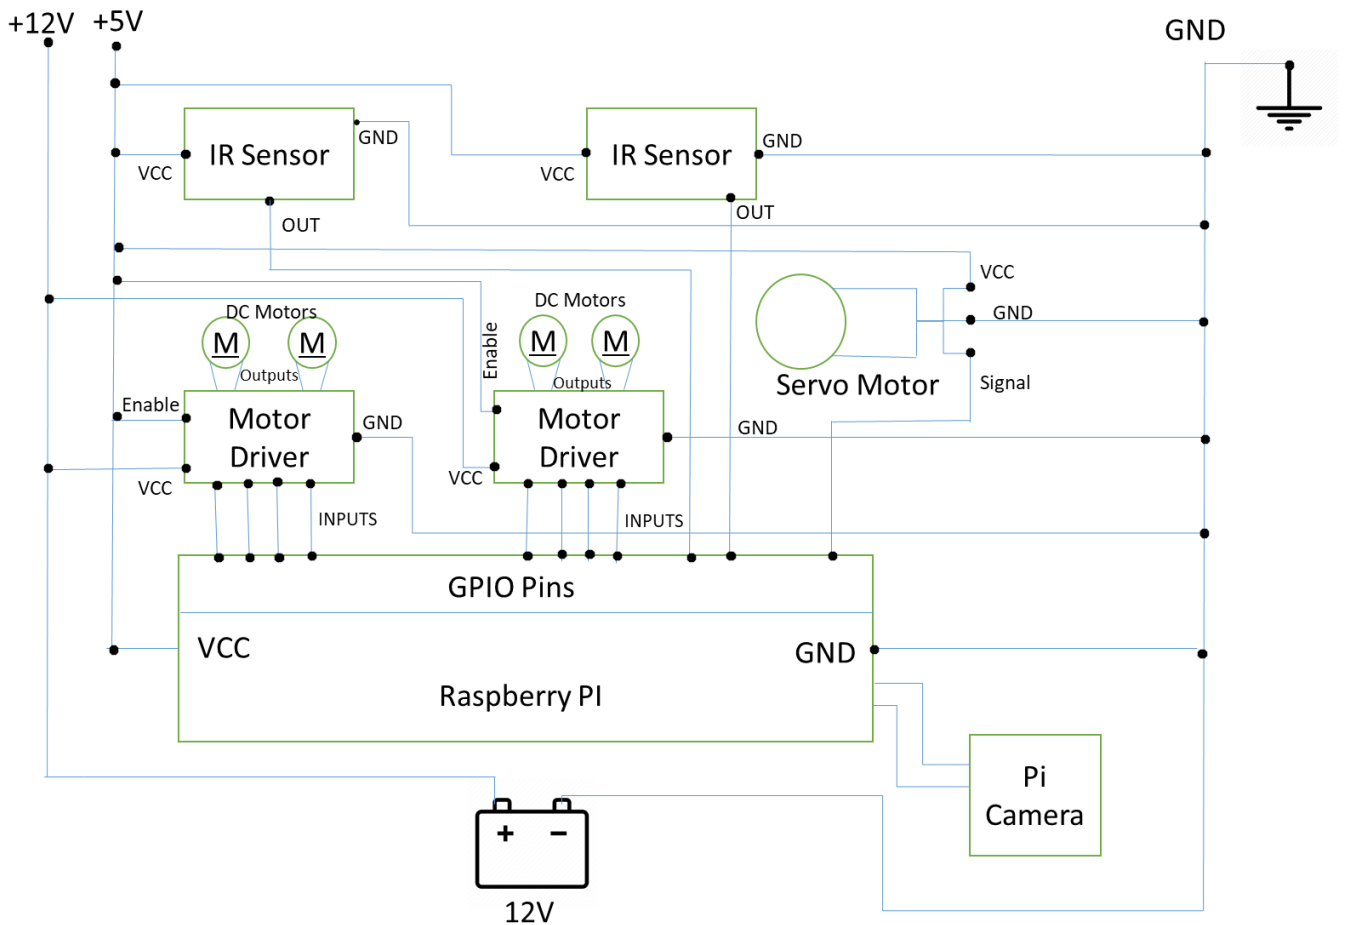 +12V
+5V
GND
IR Sensor
GND
VCC
OUT
IR Sensor
GND
VCC
OUT
VCC
GND
Signal
Servo Motor
DC Motors
M
M
Outputs
Enable
Motor
Driver
GND
VCC
INPUTS
DC Motors
M
M
Outputs
Enable
Motor
Driver
GND
VCC
INPUTS
GPIO Pins
VCC
GND
Raspberry PI
Pi
Camera
+ −
12V